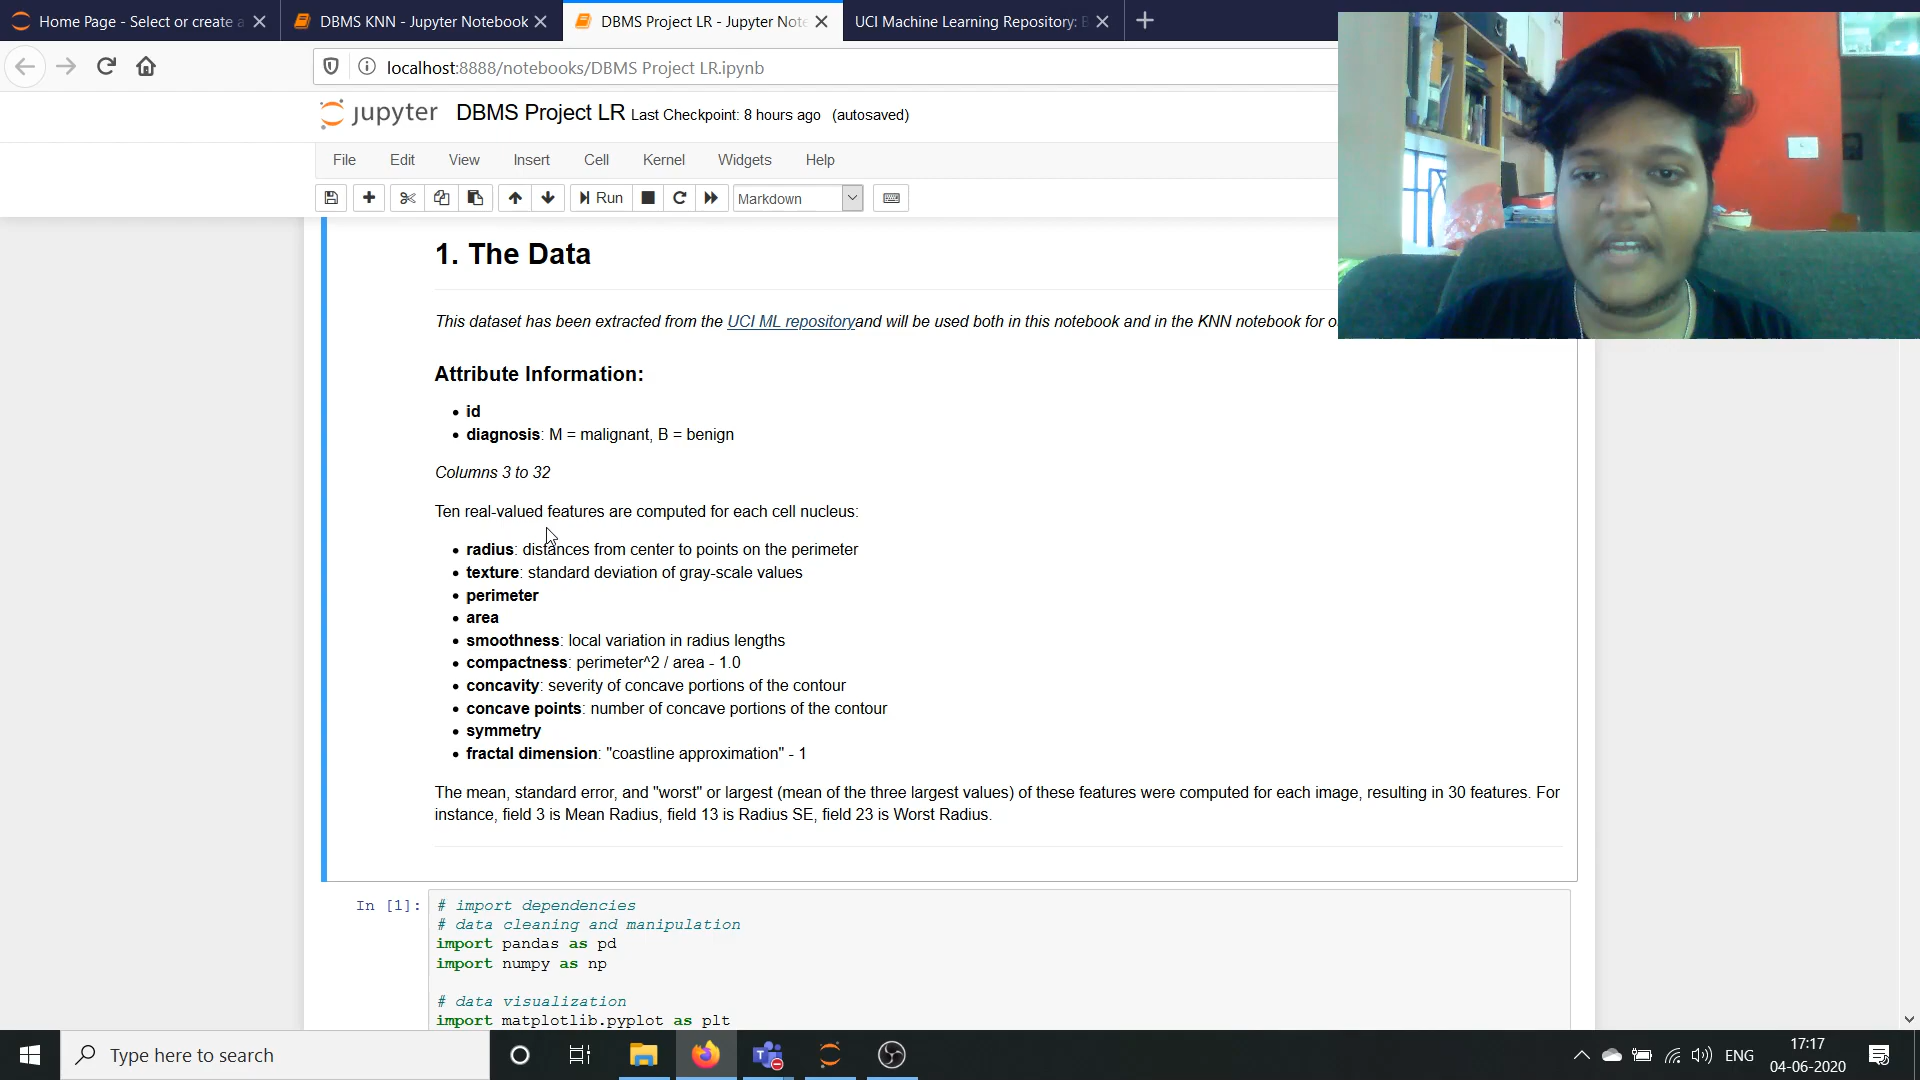 Home Page - Select or create a
DBMS KNN - Jupyter Notebook
DBMS Project LR - Jupyter Note
UCI Machine Learning Repository:
localhost:8888/notebooks/DBMS Project LR.ipynb
jupyter DBMS Project LR Last Checkpoint: 8 hours ago (autosaved)
File Edit View Insert Cell Kernel Widgets Help
Run Markdown
1. The Data
This dataset has been extracted from the UCI ML repositoryand will be used both in this notebook and in the KNN notebook for
Attribute Information:
id
diagnosis: M = malignant, B = benign
Columns 3 to 32
Ten real-valued features are computed for each cell nucleus:
radius: distances from center to points on the perimeter
texture: standard deviation of gray-scale values
perimeter
area
smoothness: local variation in radius lengths
compactness: perimeter^2 / area - 1.0
concavity: severity of concave portions of the contour
concave points: number of concave portions of the contour
symmetry
fractal dimension: "coastline approximation" - 1
The mean, standard error, and "worst" or largest (mean of the three largest values) of these features were computed for each image, resulting in 30 features. For
instance, field 3 is Mean Radius, field 13 is Radius SE, field 23 is Worst Radius.
In [1]: # import dependencies
# data cleaning and manipulation
import pandas as pd
import numpy as np
# data visualization
import matplotlib.pyplot as plt
Type here to search
ENG
17:17
04-06-2020